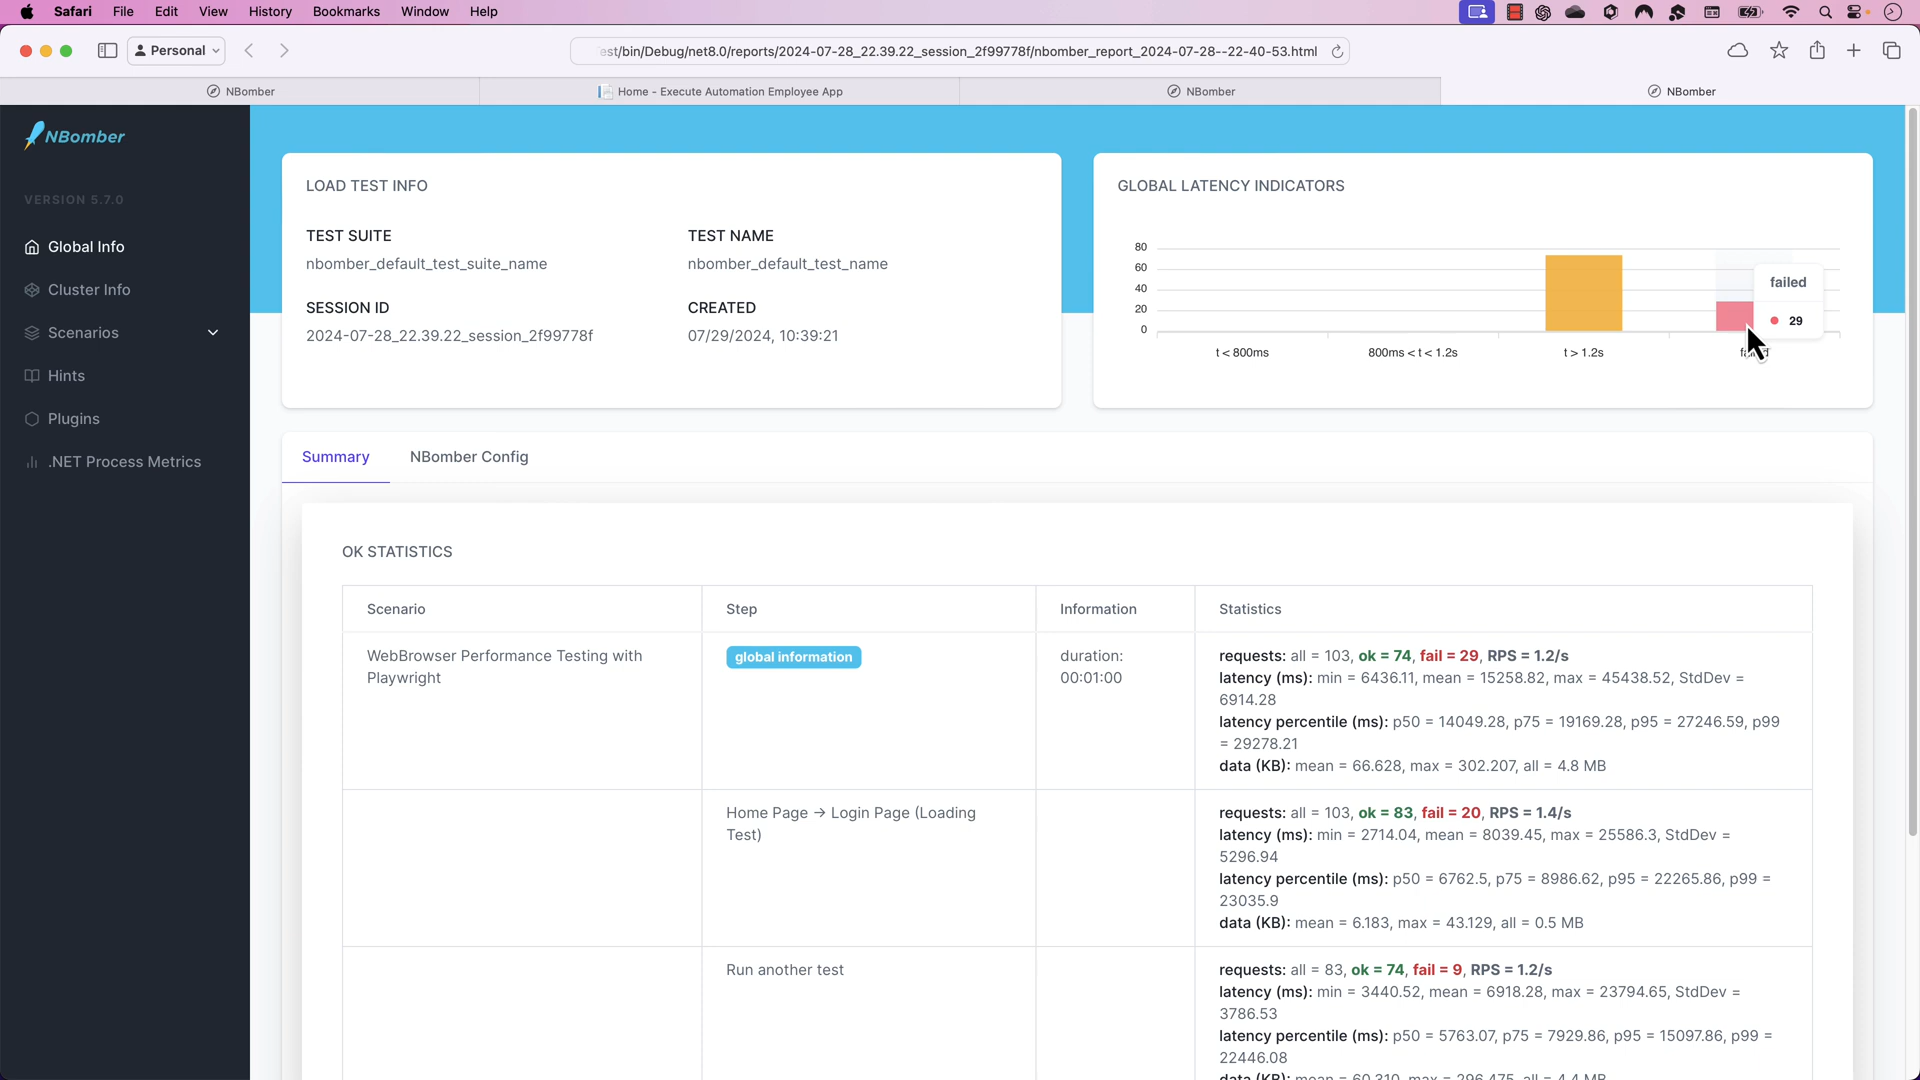 Safari File Edit View History Bookmarks Window Help
Personal
est/bin/Debug/net8.0/reports/2024-07-28_22.39.22_session_2f99778f/nbomber_report_2024-07-28--22-40-53.html
NBomber
Home - Execute Automation Employee App
NBomber
NBomber
NBomber
VERSION 5.7.0
Global Info
Cluster Info
Scenarios
Hints
Plugins
.NET Process Metrics
LOAD TEST INFO
TEST SUITE
nbomber_default_test_suite_name
TEST NAME
nbomber_default_test_name
SESSION ID
2024-07-28_22.39.22_session_2f99778f
CREATED
07/29/2024, 10:39:21
GLOBAL LATENCY INDICATORS
80
60
40
20
0
t < 800ms
800ms < t < 1.2s
t > 1.2s
failed
failed
29
Summary
NBomber Config
OK STATISTICS
Scenario
Step
Information
Statistics
WebBrowser Performance Testing with
Playwright
global information
duration:
00:01:00
requests: all = 103, ok = 74, fail = 29, RPS = 1.2/s
latency (ms): min = 6436.11, mean = 15258.82, max = 45438.52, StdDev =
6914.28
latency percentile (ms): p50 = 14049.28, p75 = 19169.28, p95 = 27246.59, p99
= 29278.21
data (KB): mean = 66.628, max = 302.207, all = 4.8 MB
Home Page → Login Page (Loading
Test)
requests: all = 103, ok = 83, fail = 20, RPS = 1.4/s
latency (ms): min = 2714.04, mean = 8039.45, max = 25586.3, StdDev =
5296.94
latency percentile (ms): p50 = 6762.5, p75 = 8986.62, p95 = 22265.86, p99 =
23035.9
data (KB): mean = 6.183, max = 43.129, all = 0.5 MB
Run another test
requests: all = 83, ok = 74, fail = 9, RPS = 1.2/s
latency (ms): min = 3440.52, mean = 6918.28, max = 23794.65, StdDev =
3786.53
latency percentile (ms): p50 = 5763.07, p75 = 7929.86, p95 = 15097.86, p99 =
22446.08
data (KB): mean = 60.310, max = 296.475, all = 4.4 MB